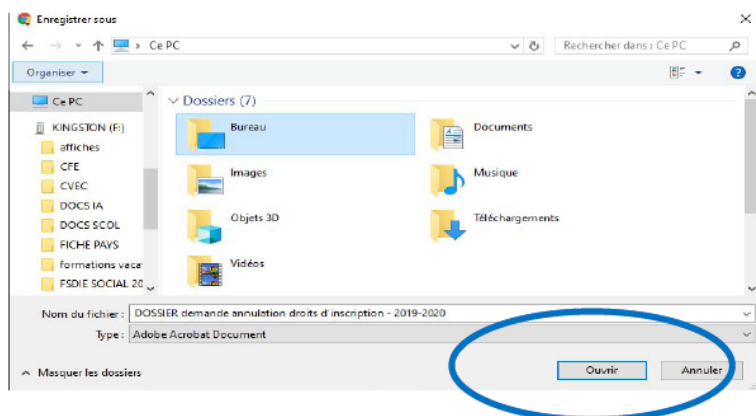 Enregistrer sous
Ce PC
Rechercher dans : Ce PC
Organiser
Ce PC
KINGSTON (F:)
affiches
CFE
CVEC
DOCS IA
DOCS SCOL
FICHE PAYS
formations vaca
FSDIE SOCIAL 20
Dossiers (7)
Bureau
Documents
Images
Musique
Objets 3D
Téléchargements
Vidéos
Nom du fichier : DOSSIER demande annulation droits d'inscription - 2019-2020
Type : Adobe Acrobat Document
Masquer les dossiers
Ouvrir
Annuler